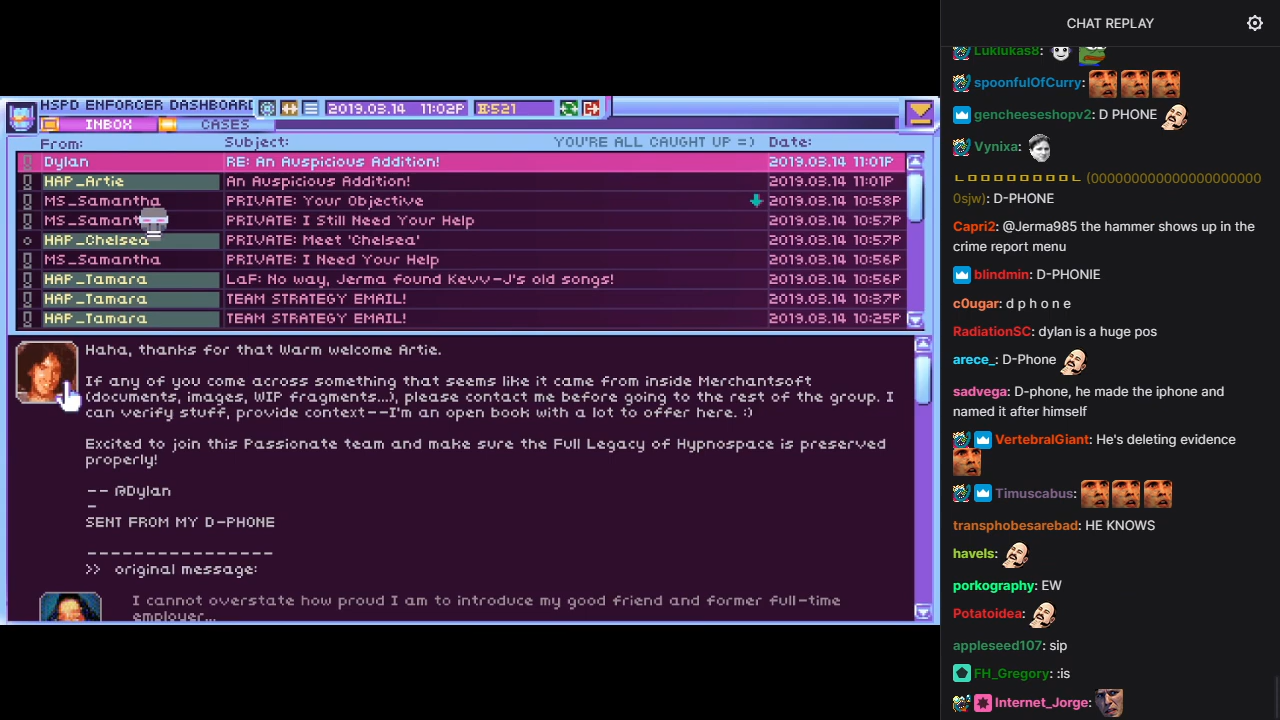 HSPD ENFORCER DASHBOARD
2019.03.14 11:02P
521
INBOX
CASES
From: Subject: YOU'RE ALL CAUGHT UP =) Date:
Dylan RE: An Auspicious Addition! 2019.03.14 11:01P
HAP_Artie An Auspicious Addition! 2019.03.14 11:01P
MS_Samantha PRIVATE: Your Objective 2019.03.14 10:58P
MS_Samantha PRIVATE: I Still Need Your Help 2019.03.14 10:57P
HAP_Chelsea PRIVATE: Meet 'Chelsea' 2019.03.14 10:57P
MS_Samantha PRIVATE: I Need Your Help 2019.03.14 10:56P
HAP_Tamara LaF: No way, Jerma found Kevv-J's old songs! 2019.03.14 10:56P
HAP_Tamara TEAM STRATEGY EMAIL! 2019.03.14 10:37P
HAP_Tamara TEAM STRATEGY EMAIL! 2019.03.14 10:25P
Haha, thanks for that Warm welcome Artie.
If any of you come across something that seems like it came from inside Merchantsoft
(documents, images, WIP fragments...), please contact me before going to the rest of the group. I
can verify stuff, provide context--I'm an open book with a lot to offer here. :)
Excited to join this Passionate team and make sure the Full Legacy of Hypnospace is preserved
properly!
-- @Dylan
-
SENT FROM MY D-PHONE
----------------
>> original message:
I cannot overstate how proud I am to introduce my good friend and former full-time
employer...
CHAT REPLAY
Luklukas8:
spoonfulOfCurry:
gencheeseshopv2: D PHONE
Vynixa:
0sjw): D-PHONE
Capri2: @Jerma985 the hammer shows up in the
crime report menu
blindmin: D-PHONIE
c0ugar: d p h o n e
RadiationSC: dylan is a huge pos
arece_: D-Phone
sadvega: D-phone, he made the iphone and
named it after himself
VertebralGiant: He's deleting evidence
Timuscabus:
transphobesarebad: HE KNOWS
havels:
porkography: EW
Potatoidea:
appleseed107: sip
FH_Gregory: :is
Internet_Jorge: